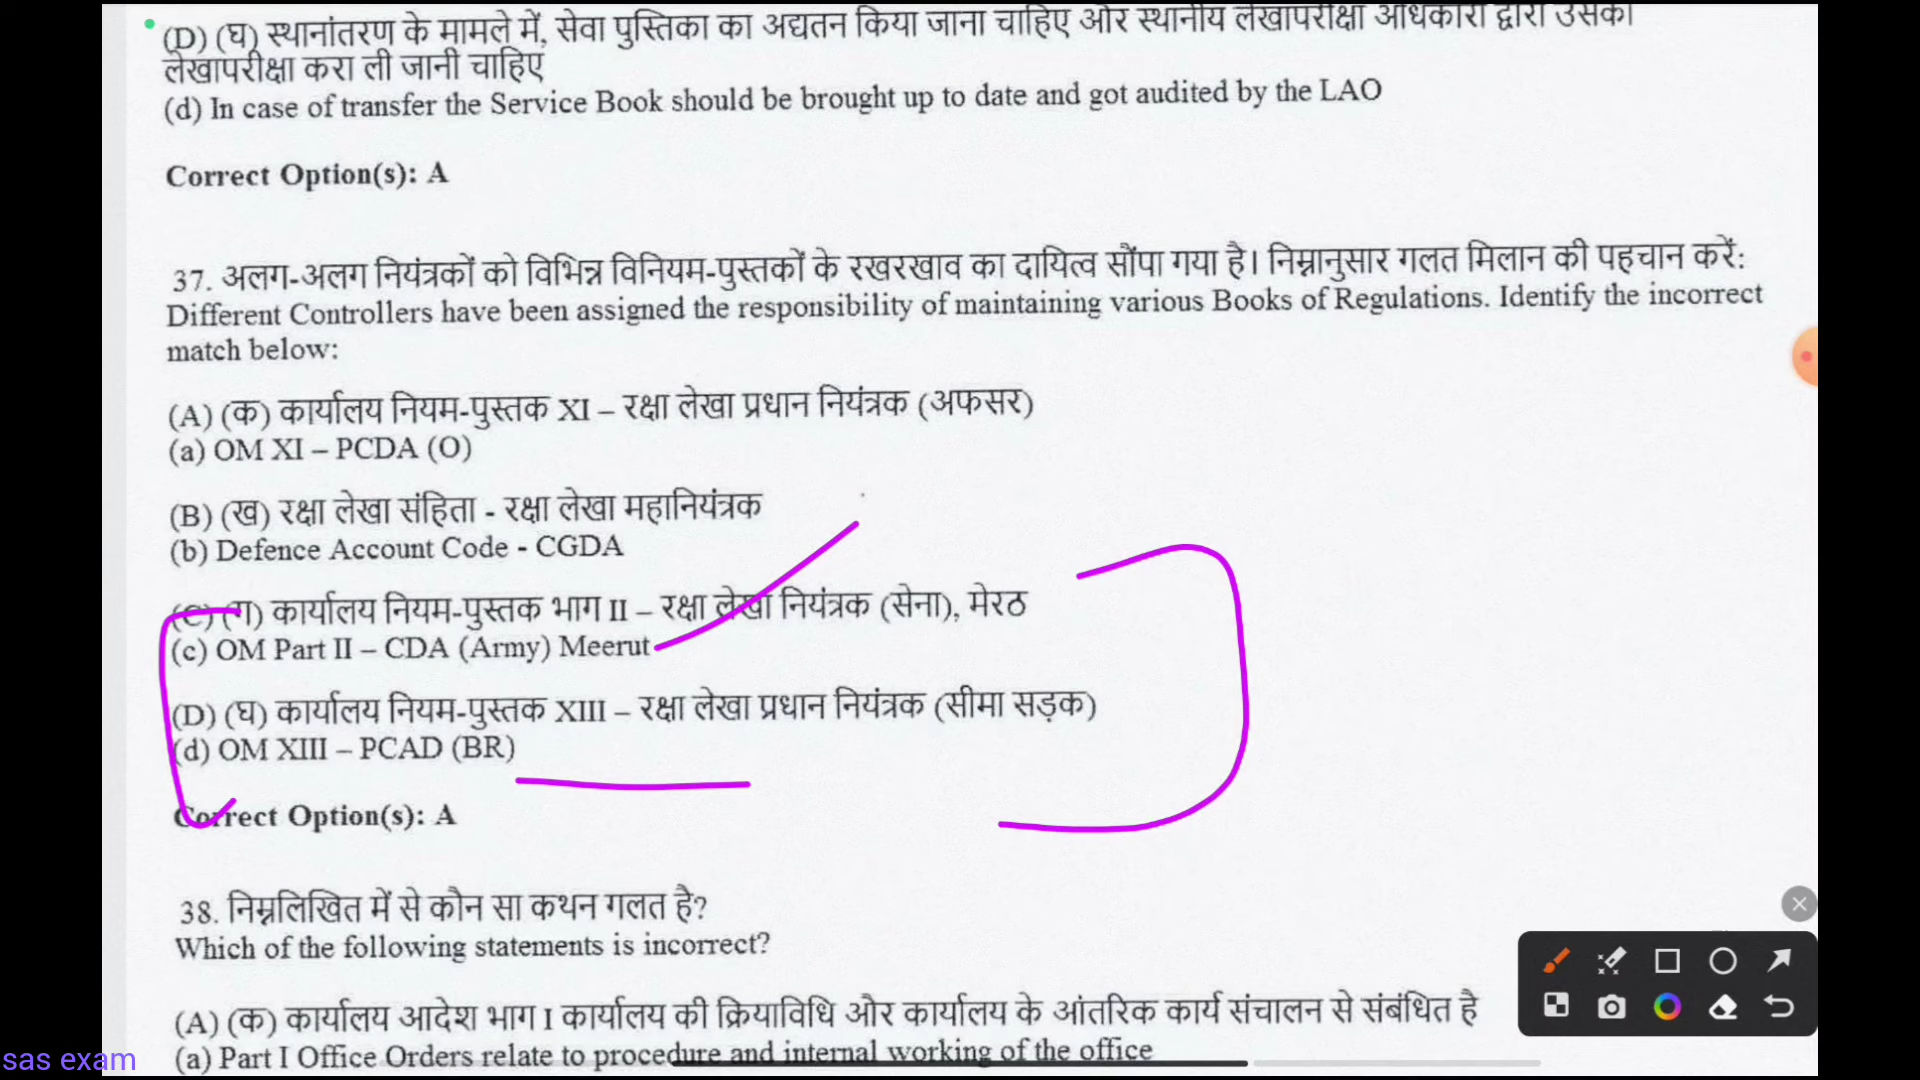 (D) (घ) स्थानांतरण के मामले में, सेवा पुस्तिका का अद्यतन किया जाना चाहिए और स्थानीय लेखापरीक्षा अधिकारी द्वारा उसकी
लेखापरीक्षा करा ली जानी चाहिए
(d) In case of transfer the Service Book should be brought up to date and got audited by the LAO
Correct Option(s): A
37. अलग-अलग नियंत्रकों को विभिन्न विनियम-पुस्तकों के रखरखाव का दायित्व सौंपा गया है। निम्नानुसार गलत मिलान की पहचान करें:
Different Controllers have been assigned the responsibility of maintaining various Books of Regulations. Identify the incorrect
match below:
(A) (क) कार्यालय नियम-पुस्तक XI – रक्षा लेखा प्रधान नियंत्रक (अफसर)
(a) OM XI – PCDA (O)
(B) (ख) रक्षा लेखा संहिता - रक्षा लेखा महानियंत्रक
(b) Defence Account Code - CGDA
(C) (ग) कार्यालय नियम-पुस्तक भाग II – रक्षा लेखा नियंत्रक (सेना), मेरठ
(c) OM Part II – CDA (Army) Meerut
(D) (घ) कार्यालय नियम-पुस्तक XIII – रक्षा लेखा प्रधान नियंत्रक (सीमा सड़क)
(d) OM XIII – PCAD (BR)
Correct Option(s): A
38. निम्नलिखित में से कौन सा कथन गलत है?
Which of the following statements is incorrect?
(A) (क) कार्यालय आदेश भाग I कार्यालय की क्रियाविधि और कार्यालय के आंतरिक कार्य संचालन से संबंधित है
(a) Part I Office Orders relate to procedure and internal working of the office
sas exam